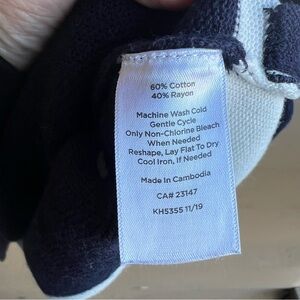 60% Cotton
40% Rayon
Machine Wash Cold
Gentle Cycle
Only Non-Chlorine Bleach
When Needed
Reshape, Lay Flat To Dry
Cool Iron, If Needed
Made In Cambodia
CA# 23147
KH5355 11/19